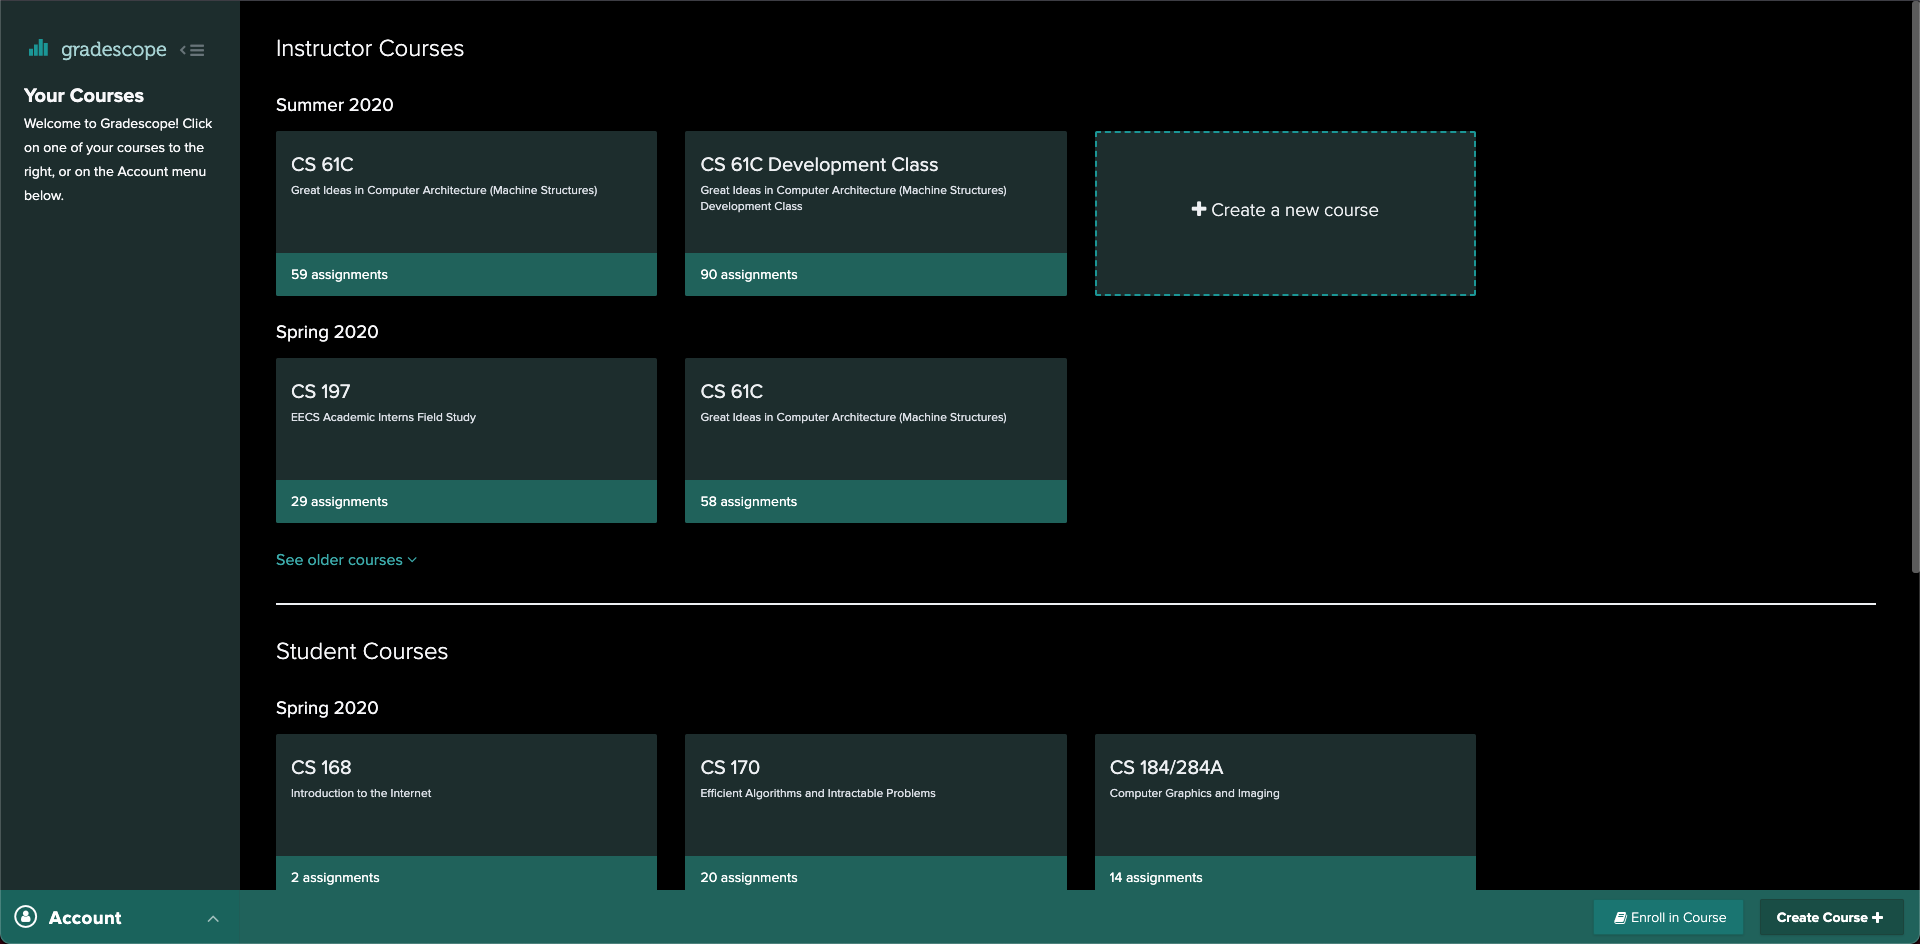 gradescope
Your Courses
Welcome to Gradescope! Click
on one of your courses to the
right, or on the Account menu
below.
Instructor Courses
Summer 2020
CS 61C
Great Ideas in Computer Architecture (Machine Structures)
59 assignments
CS 61C Development Class
Great Ideas in Computer Architecture (Machine Structures)
Development Class
90 assignments
Create a new course
Spring 2020
CS 197
EECS Academic Interns Field Study
29 assignments
CS 61C
Great Ideas in Computer Architecture (Machine Structures)
58 assignments
See older courses
Student Courses
Spring 2020
CS 168
Introduction to the Internet
2 assignments
CS 170
Efficient Algorithms and Intractable Problems
20 assignments
CS 184/284A
Computer Graphics and Imaging
14 assignments
Account
Enroll in Course
Create Course